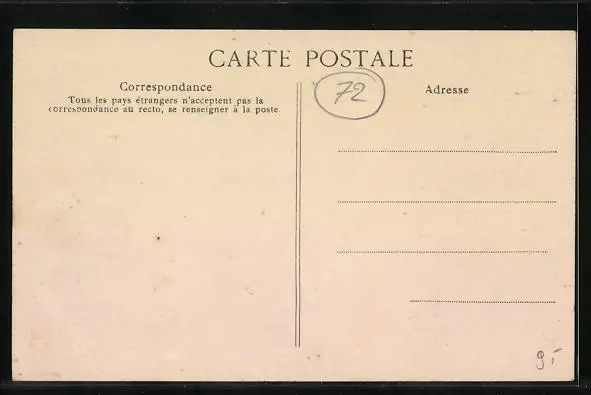 CARTE POSTALE
Correspondance
Tous les pays étrangers n'acceptent pas la
correspondance au recto, se renseigner à la poste.
72
Adresse
9,-